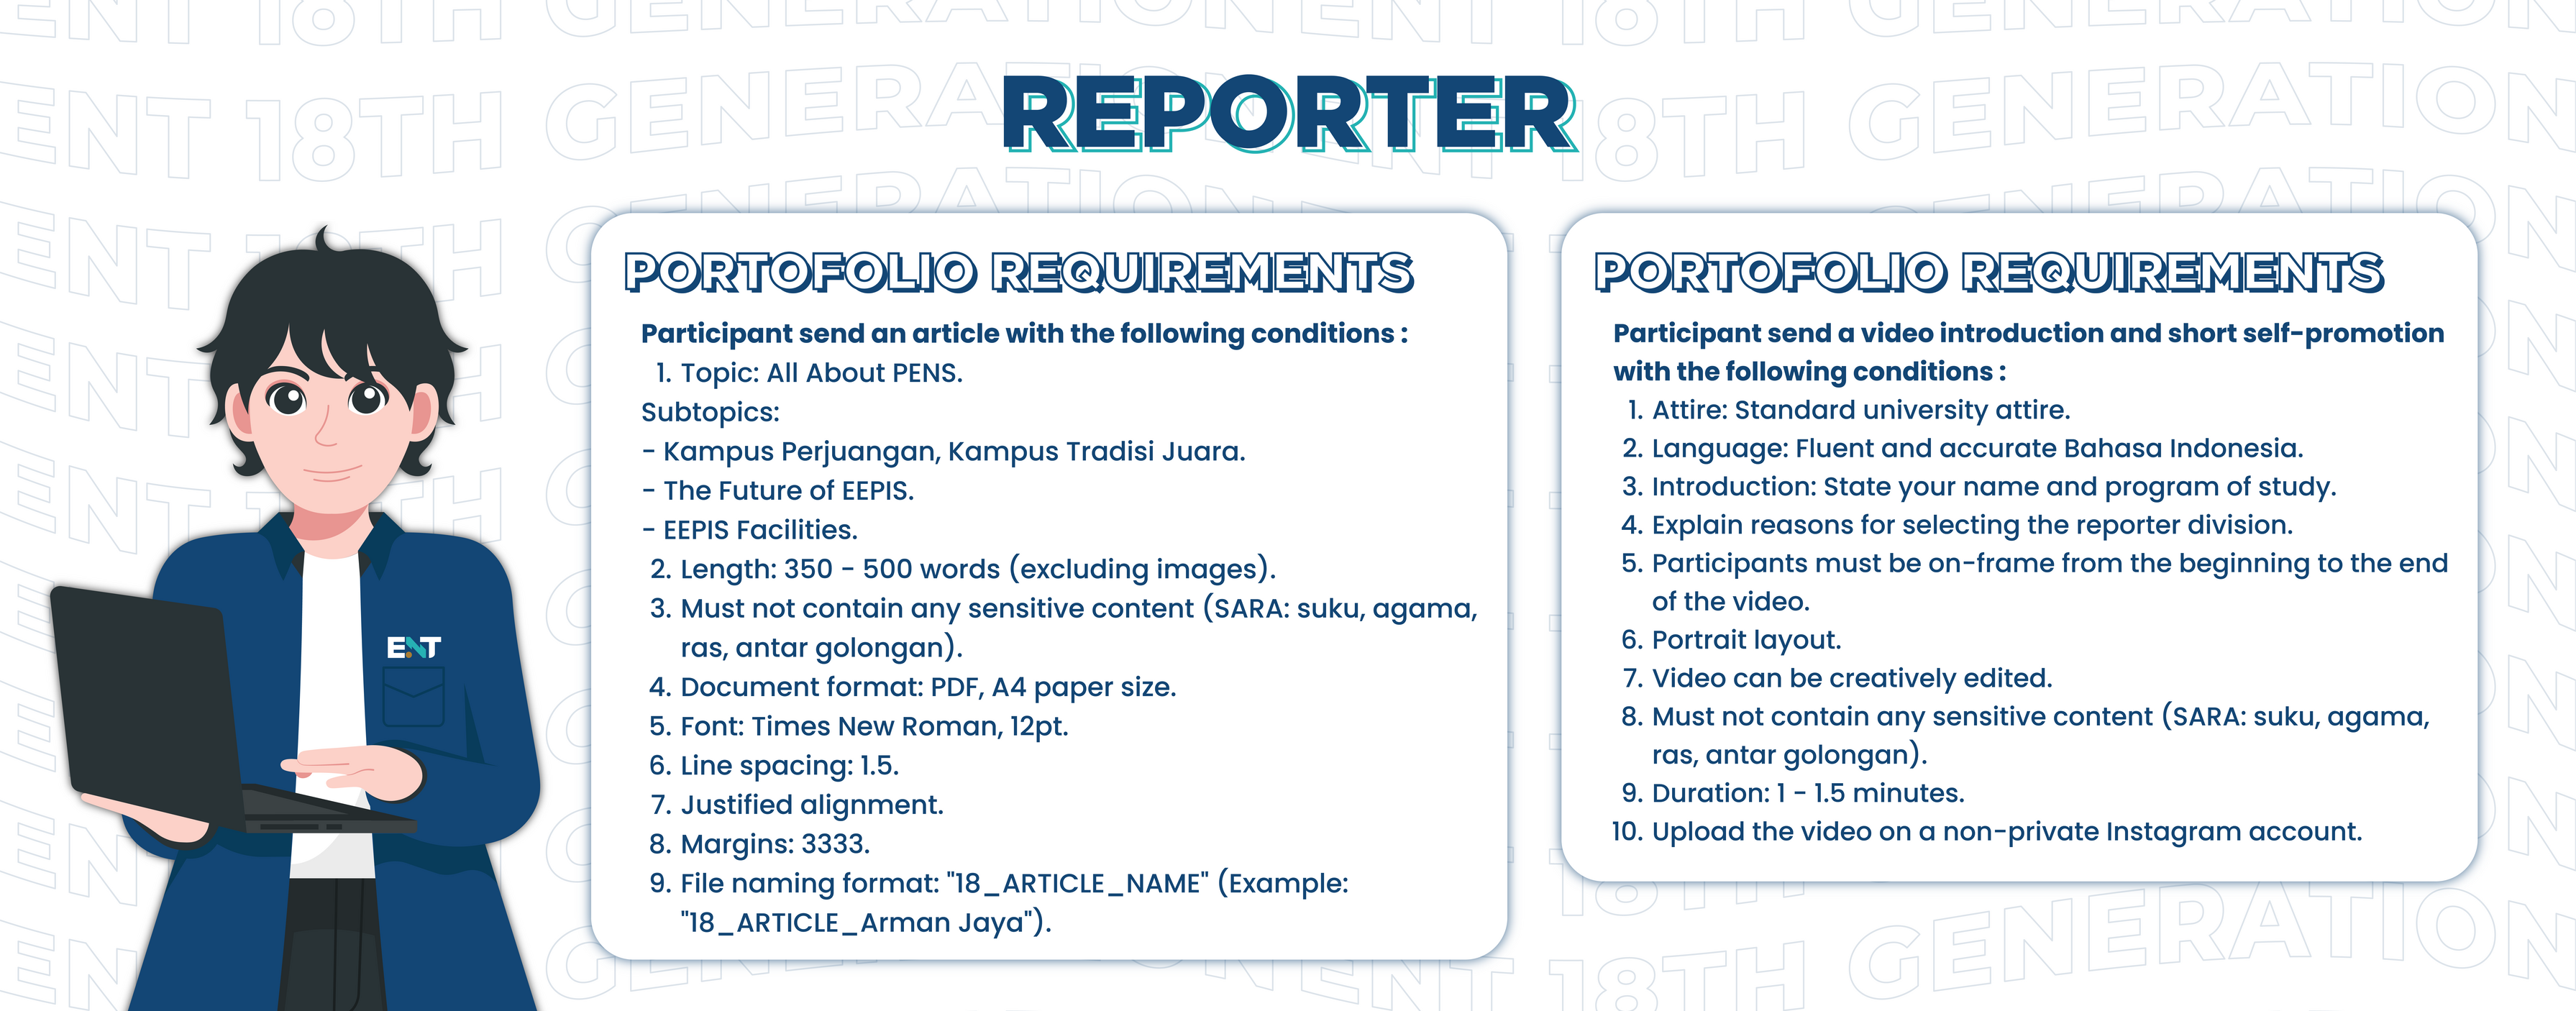 REPORTER
PORTOFOLIO REQUIREMENTS
Participant send an article with the following conditions :
1. Topic: All About PENS.
Subtopics:
- Kampus Perjuangan, Kampus Tradisi Juara.
- The Future of EEPIS.
- EEPIS Facilities.
2. Length: 350 - 500 words (excluding images).
3. Must not contain any sensitive content (SARA: suku, agama,
ras, antar golongan).
4. Document format: PDF, A4 paper size.
5. Font: Times New Roman, 12pt.
6. Line spacing: 1.5.
7. Justified alignment.
8. Margins: 3333.
9. File naming format: "18_ARTICLE_NAME" (Example:
"18_ARTICLE_Arman Jaya").
PORTOFOLIO REQUIREMENTS
Participant send a video introduction and short self-promotion
with the following conditions :
1. Attire: Standard university attire.
2. Language: Fluent and accurate Bahasa Indonesia.
3. Introduction: State your name and program of study.
4. Explain reasons for selecting the reporter division.
5. Participants must be on-frame from the beginning to the end
of the video.
6. Portrait layout.
7. Video can be creatively edited.
8. Must not contain any sensitive content (SARA: suku, agama,
ras, antar golongan).
9. Duration: 1 - 1.5 minutes.
10. Upload the video on a non-private Instagram account.
ENT
ENT 18TH GENERATION ENT 18TH GENERATION